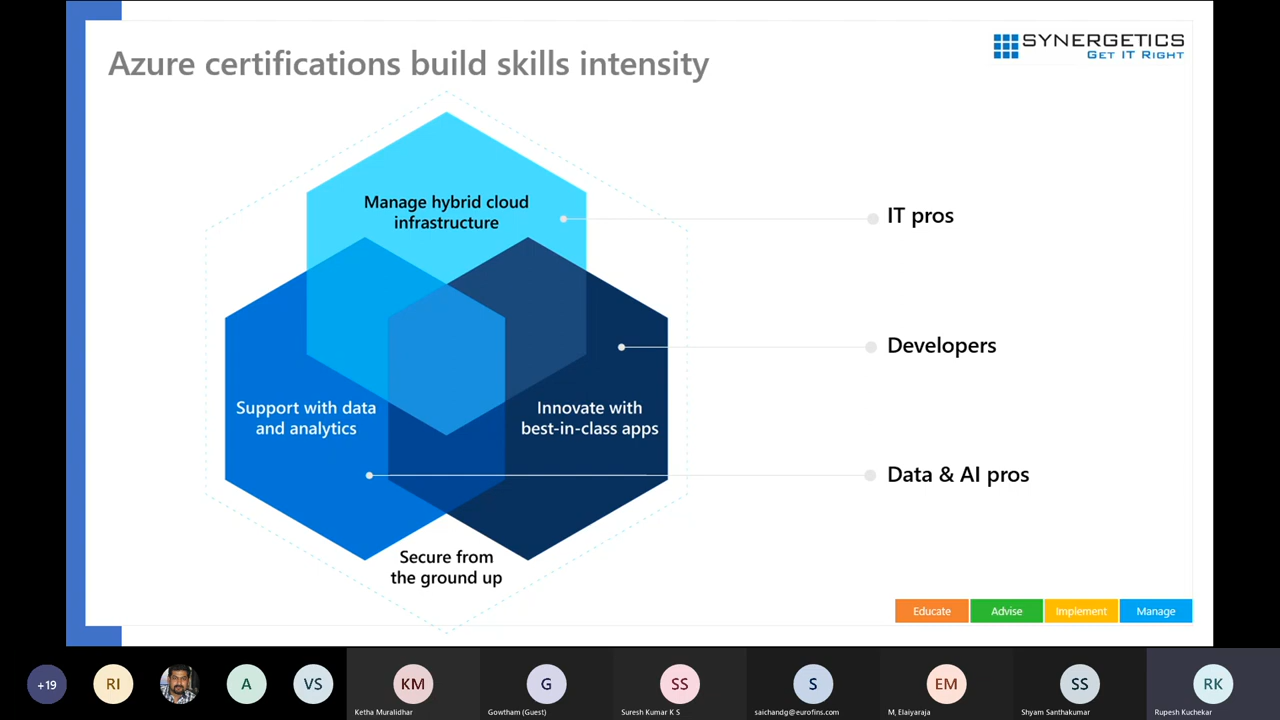 Azure certifications build skills intensity
SYNERGETICS
GET IT RIGHT
Manage hybrid cloud
infrastructure
IT pros
Developers
Support with data
and analytics
Innovate with
best-in-class apps
Data & AI pros
Secure from
the ground up
Educate
Advise
Implement
Manage
+19
RI
A
VS
KM
G
SS
S
EM
SS
RK
Ketha Muralidhar
Gowtham (Guest)
Suresh Kumar K S
saichandg@eurofins.com
M, Elaiyaraja
Shyam Santhakumar
Rupesh Kuchekar